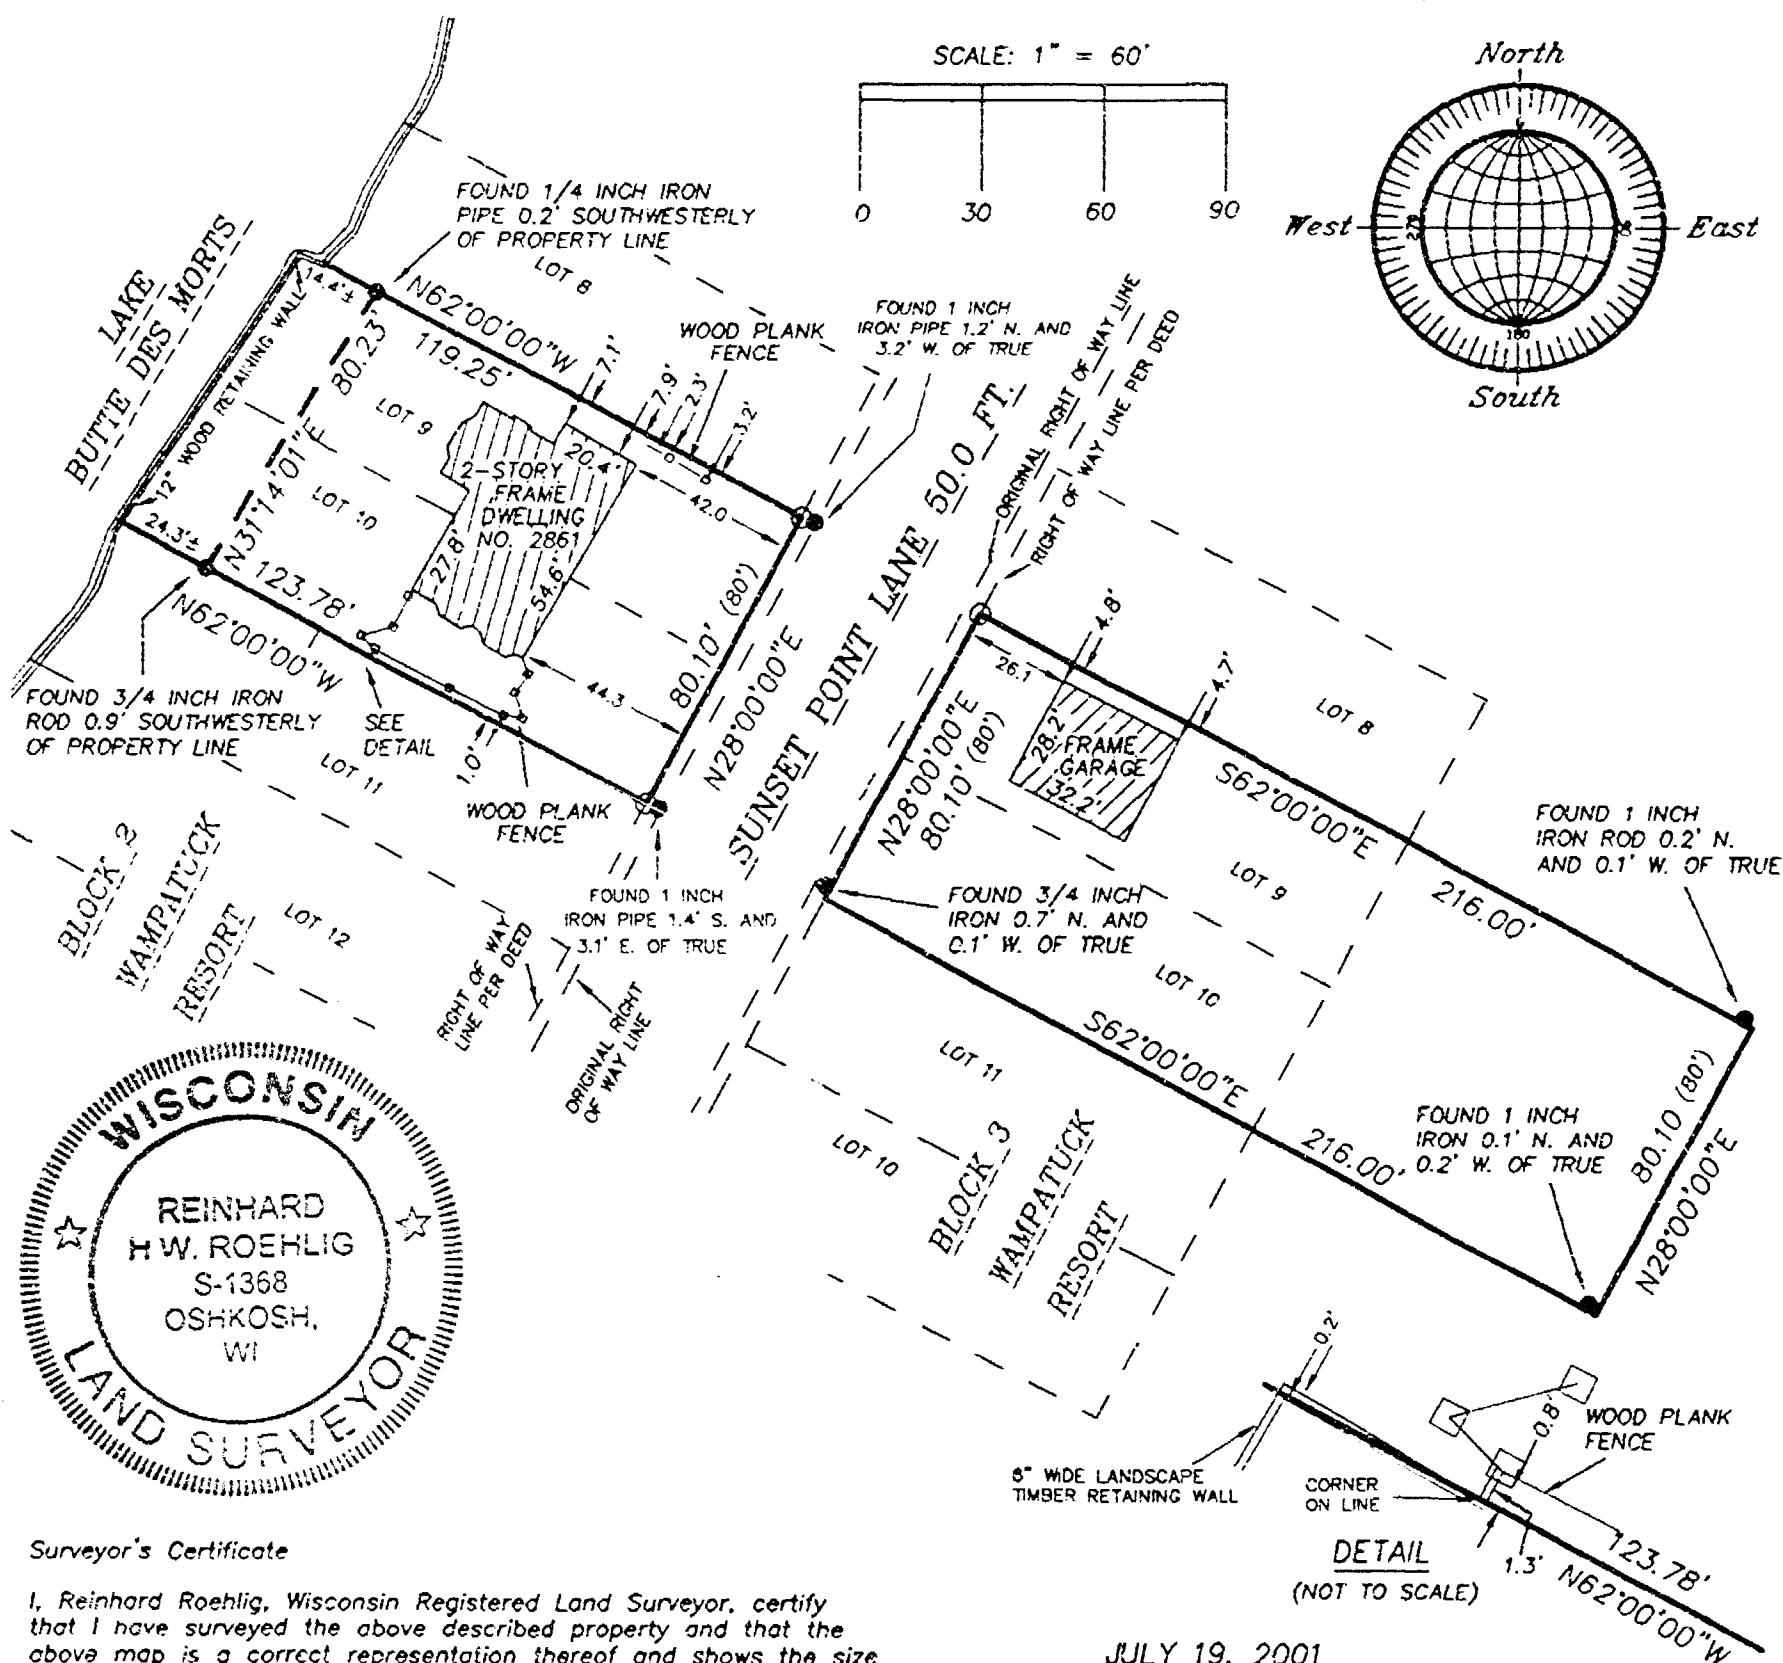 SCALE: 1" = 60'
0 30 60 90
North
West
East
South
180
LAKE
BUTTE DES MORTS
FOUND 1/4 INCH IRON
PIPE 0.2' SOUTHWESTERLY
OF PROPERTY LINE
LOT 8
14.4'±
N62°00'00"W
119.25'
7.1'
7.9'
2.3'
3.2'
WOOD PLANK
FENCE
FOUND 1 INCH
IRON PIPE 1.2' N. AND
3.2' W. OF TRUE
ORIGINAL RIGHT OF WAY LINE
RIGHT OF WAY LINE PER DEED
12" WOOD RETAINING WALL
80.23'
N31°14'01"E
LOT 9
LOT 10
24.3'±
2-STORY
FRAME
DWELLING
NO. 2861
20.4'
42.0
27.8'
54.6'
44.3
123.78'
N62°00'00"W
80.10' (80')
N28°00'00"E
SUNSET POINT LANE 50.0 FT.
FOUND 3/4 INCH IRON
ROD 0.9' SOUTHWESTERLY
OF PROPERTY LINE
SEE
DETAIL
1.0'
WOOD PLANK
FENCE
LOT 11
FOUND 1 INCH
IRON PIPE 1.4' S. AND
3.1' E. OF TRUE
BLOCK 2
WAMPATUCK
RESORT
LOT 12
RIGHT OF WAY
LINE PER DEED
ORIGINAL RIGHT
OF WAY LINE
26.1
4.8'
4.7'
28.2'
FRAME
GARAGE
32.2'
LOT 8
N28°00'00"E
80.10' (80')
S62°00'00"E
216.00'
FOUND 1 INCH
IRON ROD 0.2' N.
AND 0.1' W. OF TRUE
FOUND 3/4 INCH
IRON 0.7' N. AND
0.1' W. OF TRUE
LOT 9
LOT 10
S62°00'00"E
216.00'
LOT 11
LOT 10
BLOCK 3
WAMPATUCK
RESORT
FOUND 1 INCH
IRON 0.1' N. AND
0.2' W. OF TRUE
80.10 (80')
N28°00'00"E
WISCONSIN
REINHARD
H W. ROEHLIG
S-1368
OSHKOSH,
WI
LAND SURVEYOR
0.2'
6" WIDE LANDSCAPE
TIMBER RETAINING WALL
CORNER
ON LINE
0.8'
WOOD PLANK
FENCE
1.3'
123.78'
N62°00'00"W
DETAIL
(NOT TO SCALE)
Surveyor's Certificate
I, Reinhard Roehlig, Wisconsin Registered Land Surveyor, certify
that I have surveyed the above described property and that the
above map is a correct representation thereof and shows the size
JULY 19, 2001